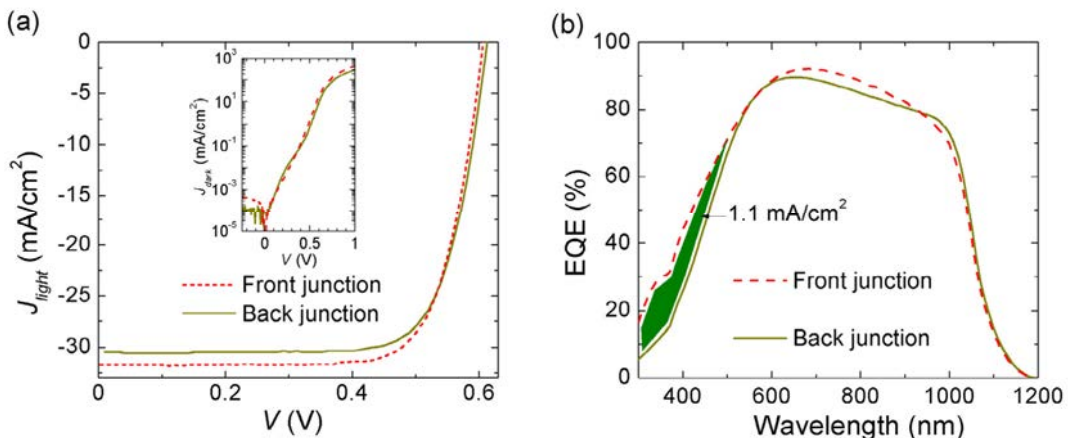 (a)
0
-5
-10
-15
-20
-25
-30
J_light (mA/cm²)
0
0.2
0.4
0.6
V (V)
10³
10¹
10⁻¹
10⁻³
10⁻⁵
J_dark (mA/cm²)
0
0.5
1
V (V)
Front junction
Back junction
(b)
100
80
60
40
20
0
EQE (%)
1.1 mA/cm²
Front junction
Back junction
400
600
800
1000
1200
Wavelength (nm)